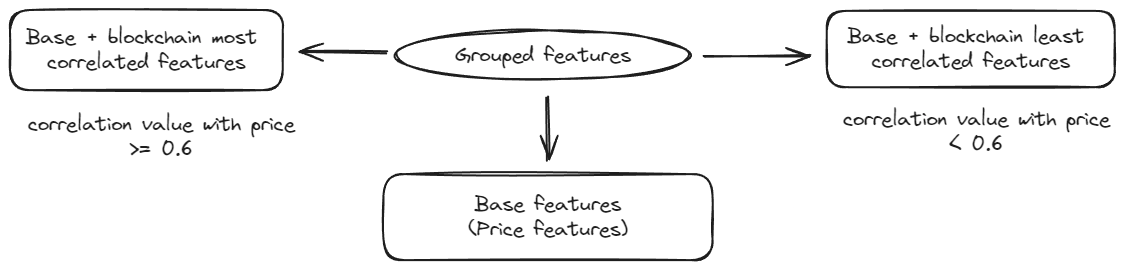 Base + blockchain most
correlated features
correlation value with price
>= 0.6
Grouped features
Base features
(Price features)
Base + blockchain least
correlated features
correlation value with price
< 0.6